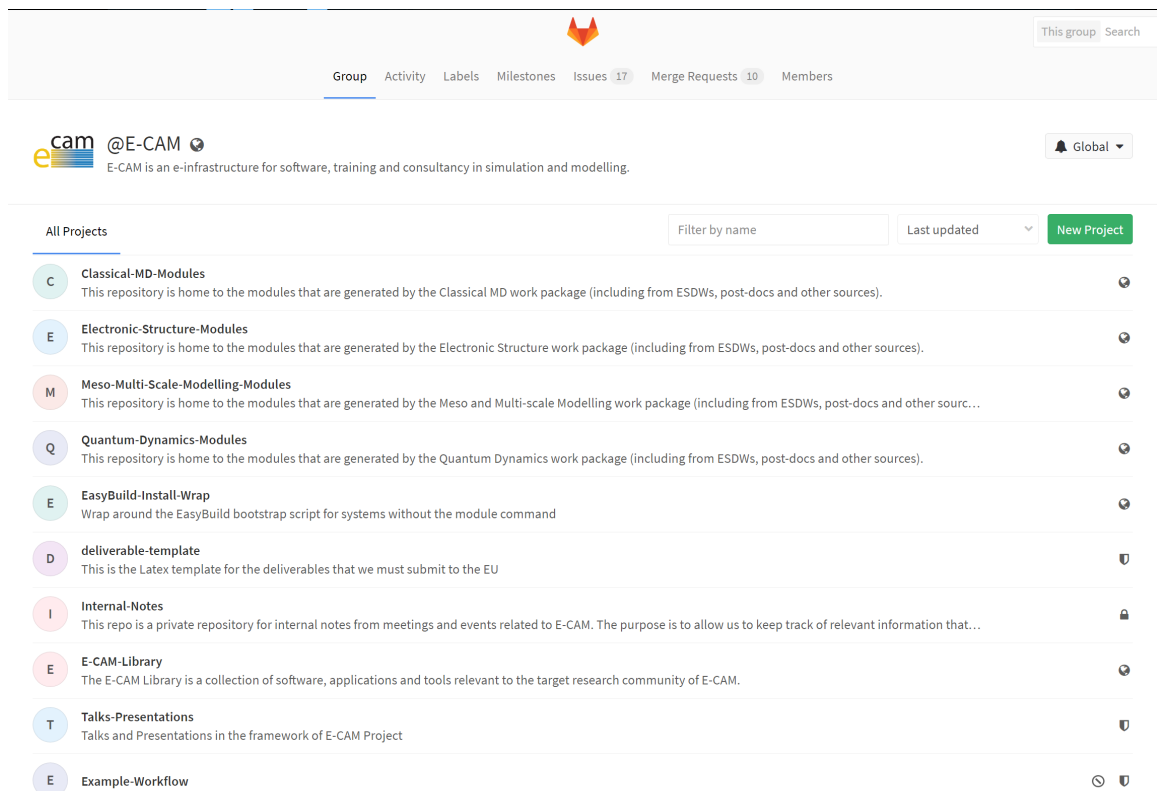 This group Search
Group Activity Labels Milestones Issues 17 Merge Requests 10 Members
e cam
@E-CAM
Global
E-CAM is an e-infrastructure for software, training and consultancy in simulation and modelling.
All Projects Filter by name Last updated New Project
C
Classical-MD-Modules
This repository is home to the modules that are generated by the Classical MD work package (including from ESDWs, post-docs and other sources).
E
Electronic-Structure-Modules
This repository is home to the modules that are generated by the Electronic Structure work package (including from ESDWs, post-docs and other sources).
M
Meso-Multi-Scale-Modelling-Modules
This repository is home to the modules that are generated by the Meso and Multi-scale Modelling work package (including from ESDWs, post-docs and other sourc…
Q
Quantum-Dynamics-Modules
This repository is home to the modules that are generated by the Quantum Dynamics work package (including from ESDWs, post-docs and other sources).
E
EasyBuild-Install-Wrap
Wrap around the EasyBuild bootstrap script for systems without the module command
D
deliverable-template
This is the Latex template for the deliverables that we must submit to the EU
I
Internal-Notes
This repo is a private repository for internal notes from meetings and events related to E-CAM. The purpose is to allow us to keep track of relevant information that…
E
E-CAM-Library
The E-CAM Library is a collection of software, applications and tools relevant to the target research community of E-CAM.
T
Talks-Presentations
Talks and Presentations in the framework of E-CAM Project
E
Example-Workflow